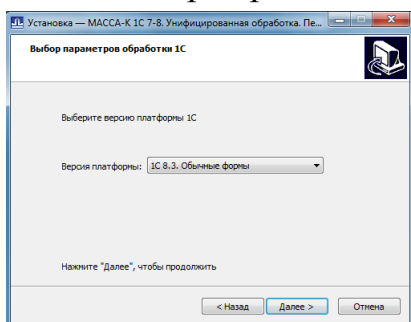 Установка — МАССА-К 1С 7-8. Унифицированная обработка. Пе...
Выбор параметров обработки 1С
Выберите версию платформы 1С
Версия платформы: 1С 8.3. Обычные формы
Нажмите "Далее", чтобы продолжить
< Назад Далее > Отмена